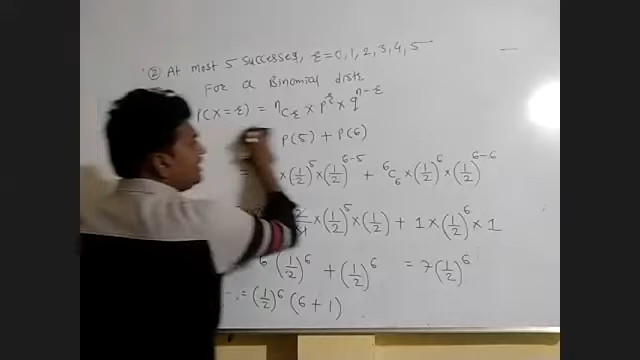 ② At most 5 successes, r = 0, 1, 2, 3, 4, 5
For a Binomial distr
P(X = r) = ⁿCᵣ × pʳ × qⁿ⁻ʳ
P(5) + P(6)
= × (1/2)⁵ × (1/2)⁶⁻⁵ + ⁶C₆ × (1/2)⁶ × (1/2)⁶⁻⁶
× (1/2)⁵ × (1/2) + 1 × (1/2)⁶ × 1
6 (1/2)⁶ + (1/2)⁶ = 7(1/2)⁶
= (1/2)⁶ (6 + 1)